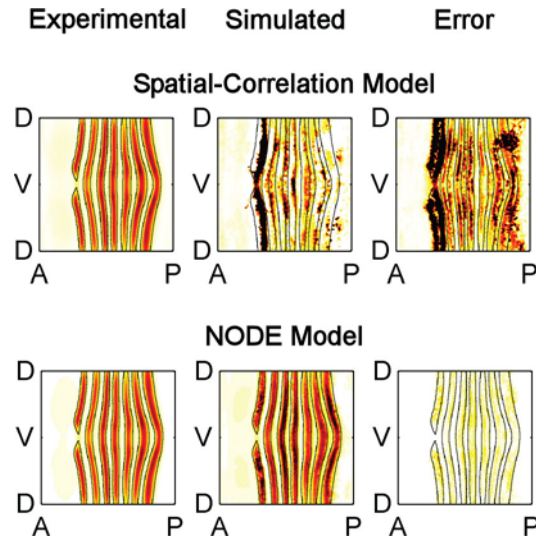 Experimental Simulated Error
Spatial-Correlation Model
D
V
D
A P A P A P
NODE Model
D D D
V V V
D D D
A P A P A P